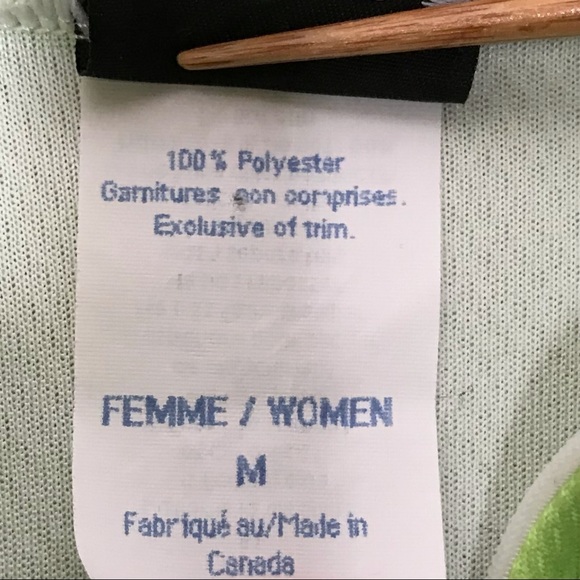 100% Polyester
Garnitures non comprises.
Exclusive of trim.
FEMME / WOMEN
M
Fabriqué au/Made in
Canada